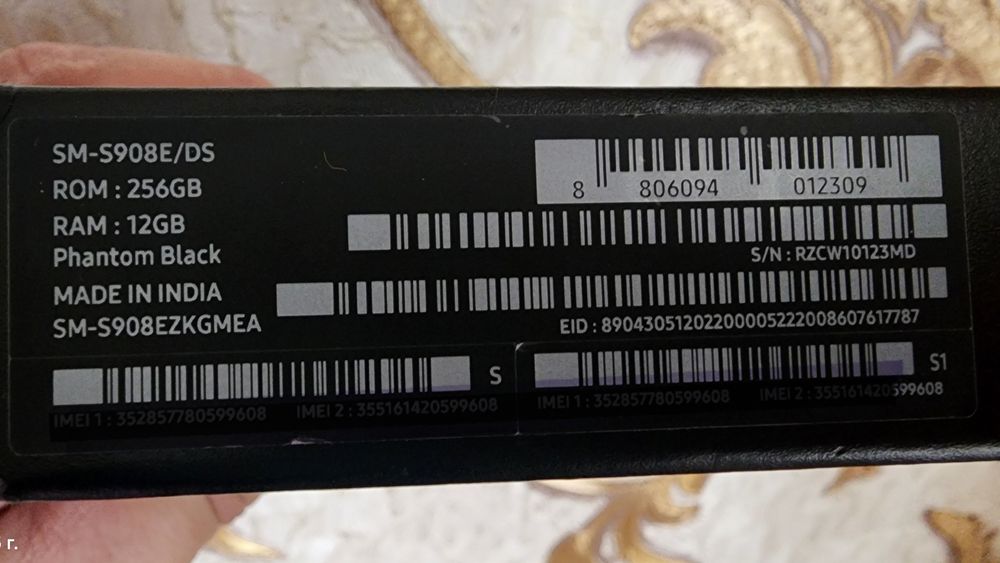 SM-S908E/DS
ROM : 256GB
RAM : 12GB
Phantom Black
MADE IN INDIA
SM-S908EZKGMEA
8 806094 012309
S/N : RZCW10123MD
EID : 89043051202200005222008607617787
S
IMEI 1 : 352857780599608 IMEI 2 : 355161420599608
S1
IMEI 1 : 352857780599608 IMEI 2 : 355161420599608
г.